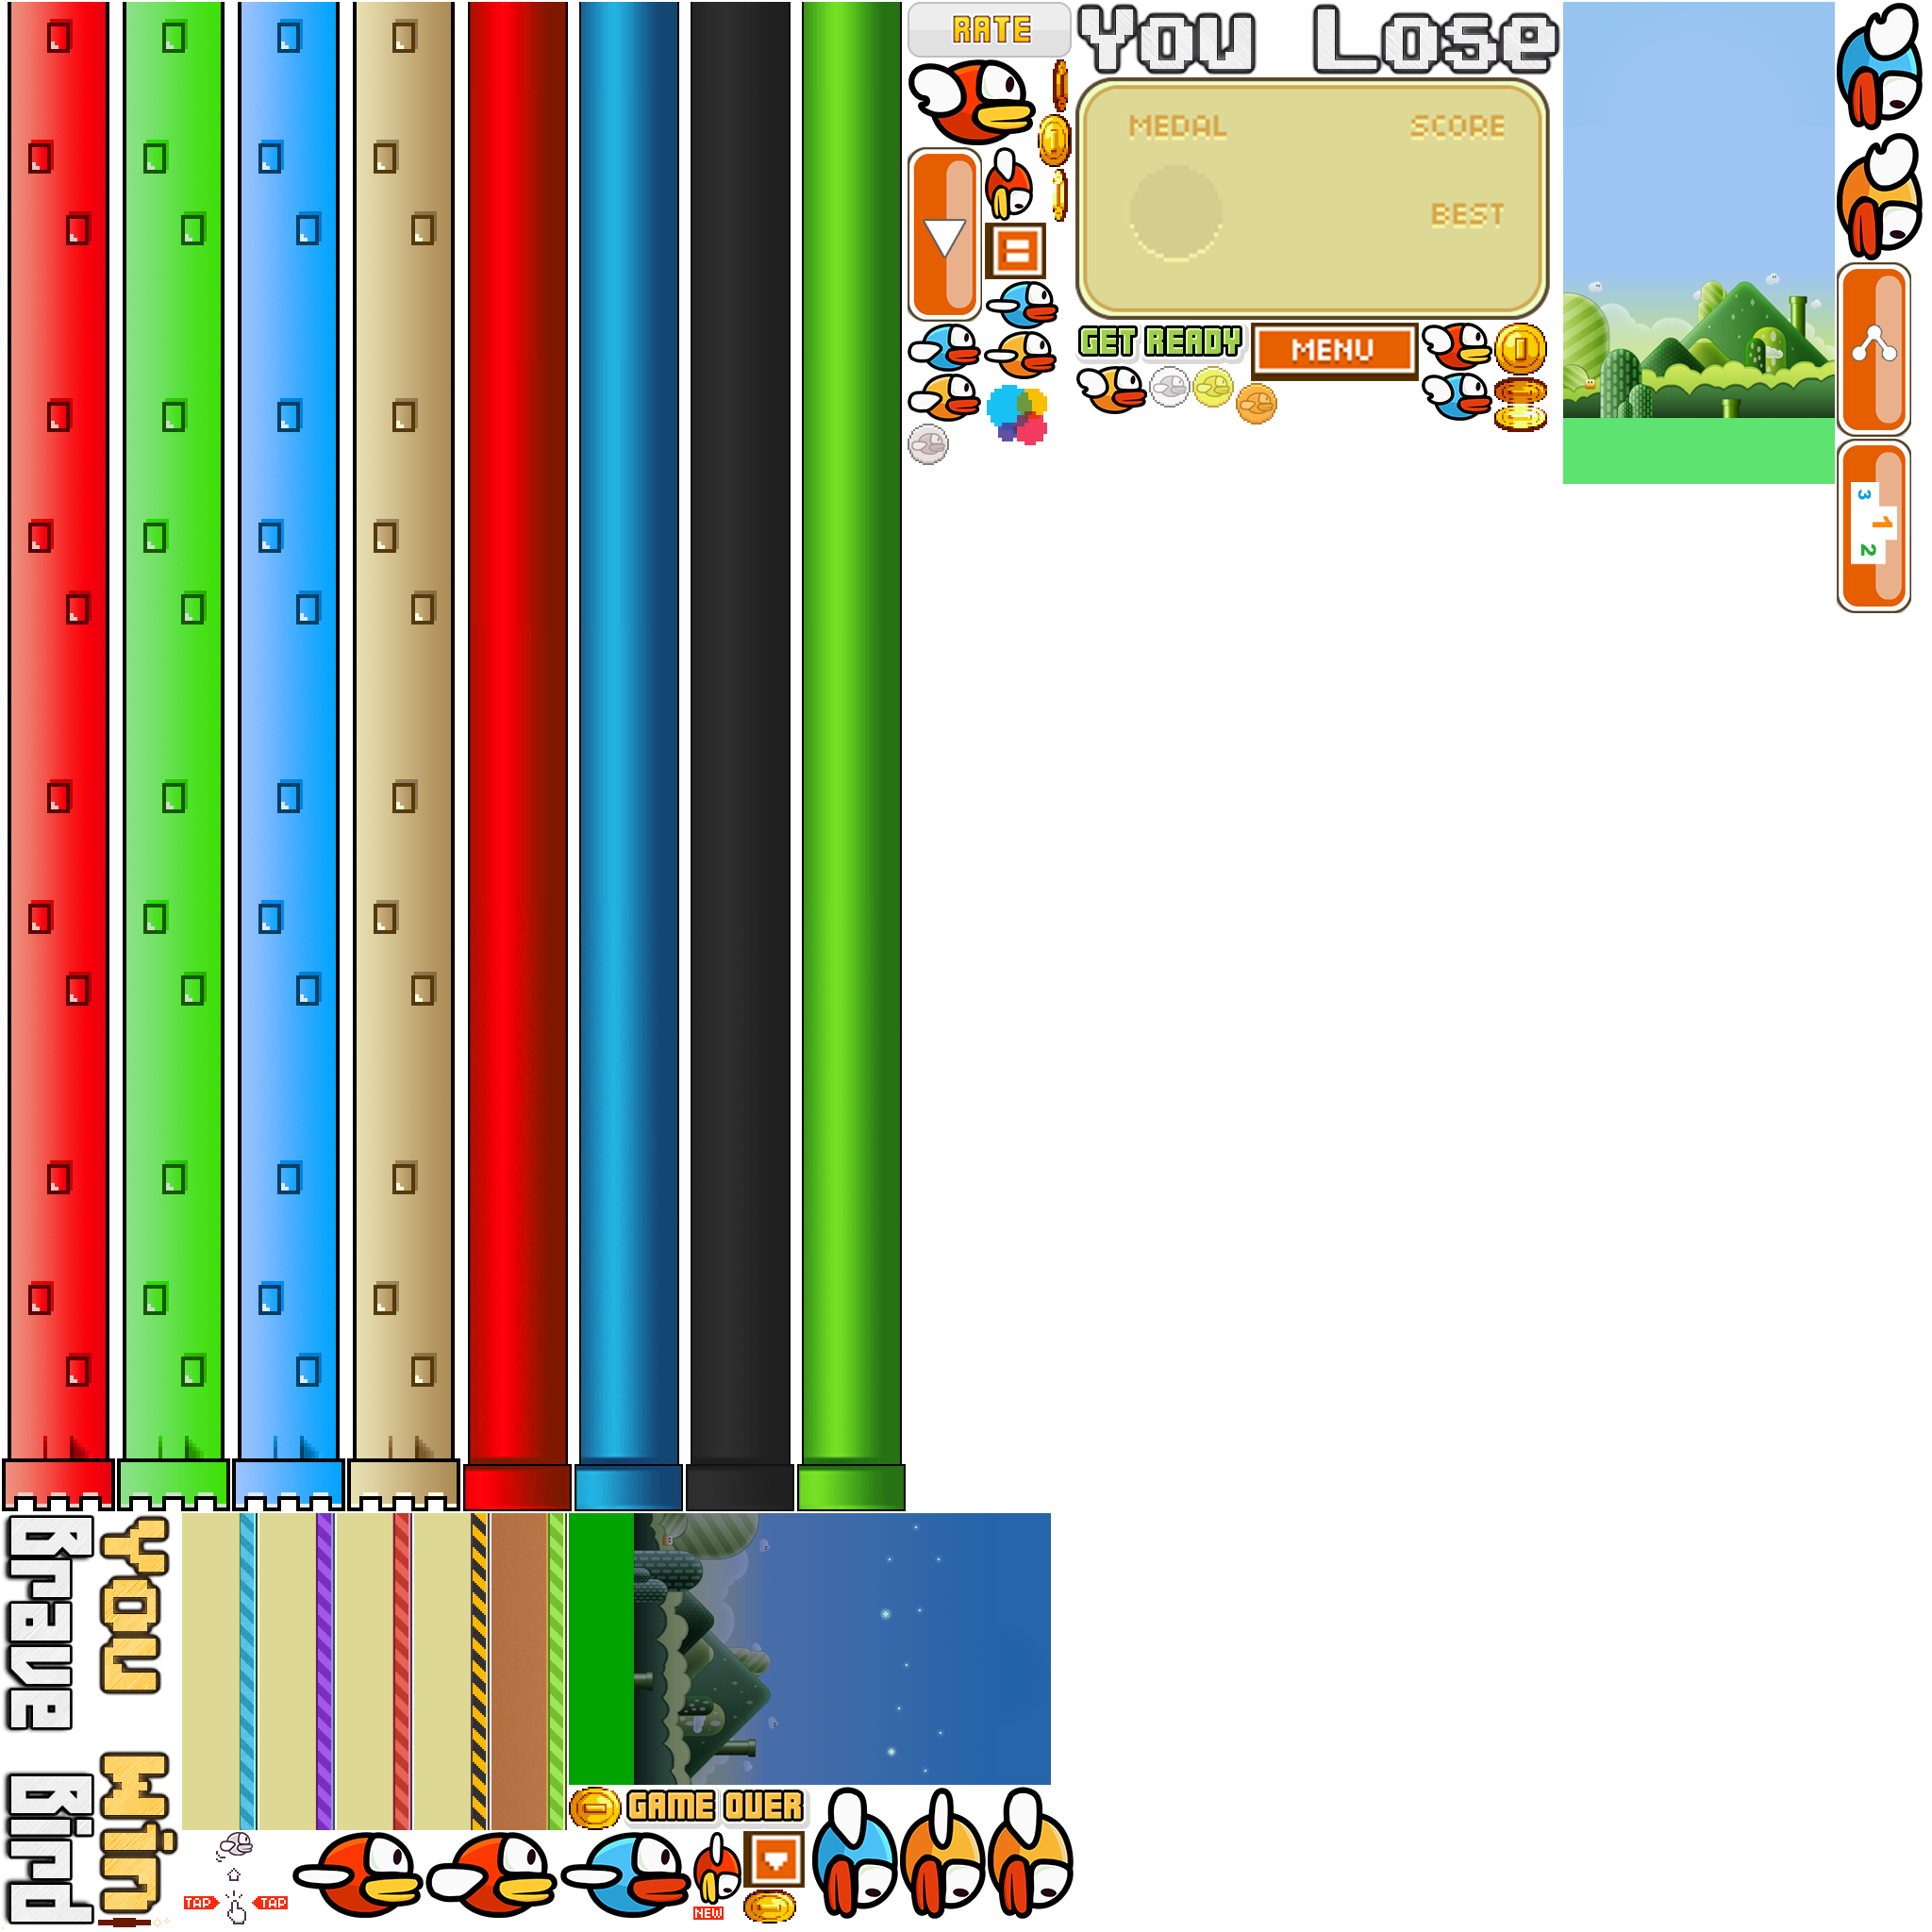 RATE
You Lose
MEDAL
SCORE
BEST
GET READY
MENU
3
1
2
Brave Bird
You Win
GAME OVER
TAP
TAP
NEW